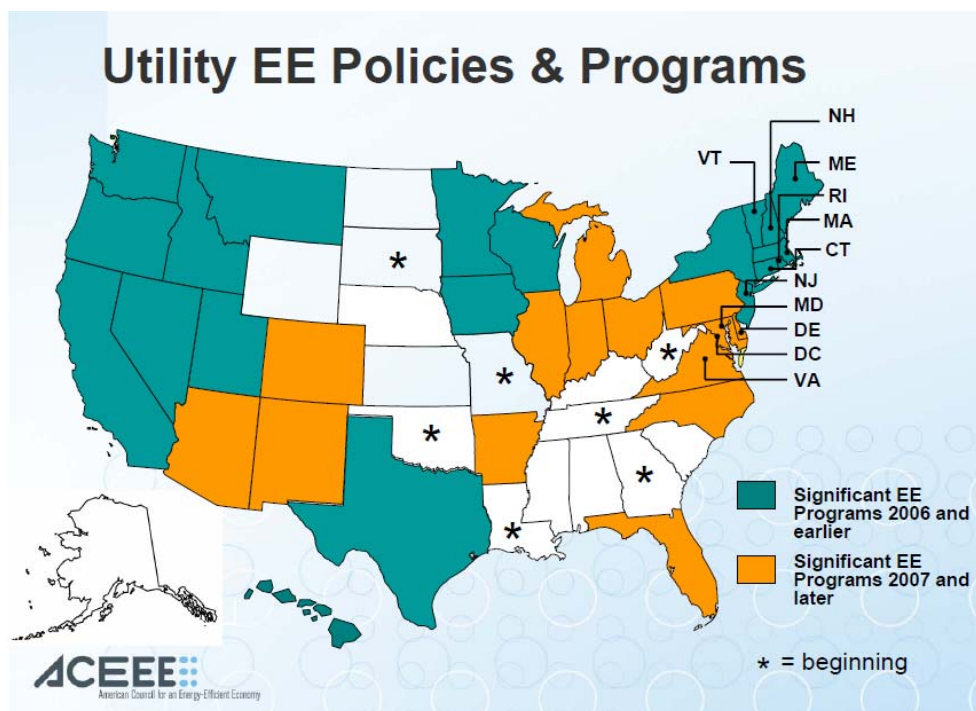 Utility EE Policies & Programs
NH
VT
ME
RI
MA
CT
NJ
MD
DE
DC
VA
*
*
*
*
*
*
*
Significant EE
Programs 2006 and
earlier
Significant EE
Programs 2007 and
later
* = beginning
ACEEE
American Council for an Energy-Efficient Economy